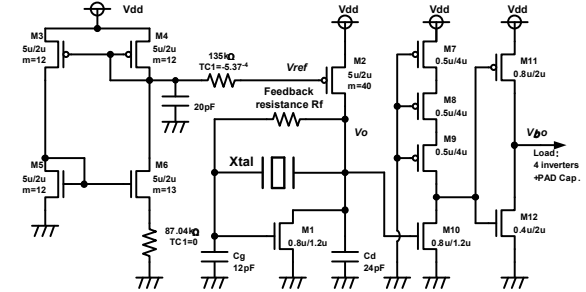 Vdd
Vdd
Vdd
Vdd
M3
5u/2u
m=12
M4
5u/2u
m=12
135kΩ
TC1=-5.37⁻⁴
Vref
M2
5u/2u
m=40
M7
0.5u/4u
M11
0.8u/2u
20pF
Feedback
resistance Rf
Vo
M8
0.5u/4u
M9
0.5u/4u
Vbo
Load:
4 inverters
+PAD Cap.
M5
5u/2u
m=12
M6
5u/2u
m=13
Xtal
87.04kΩ
TC1=0
M1
0.8u/1.2u
M10
0.8u/1.2u
M12
0.4u/2u
Cg
12pF
Cd
24pF